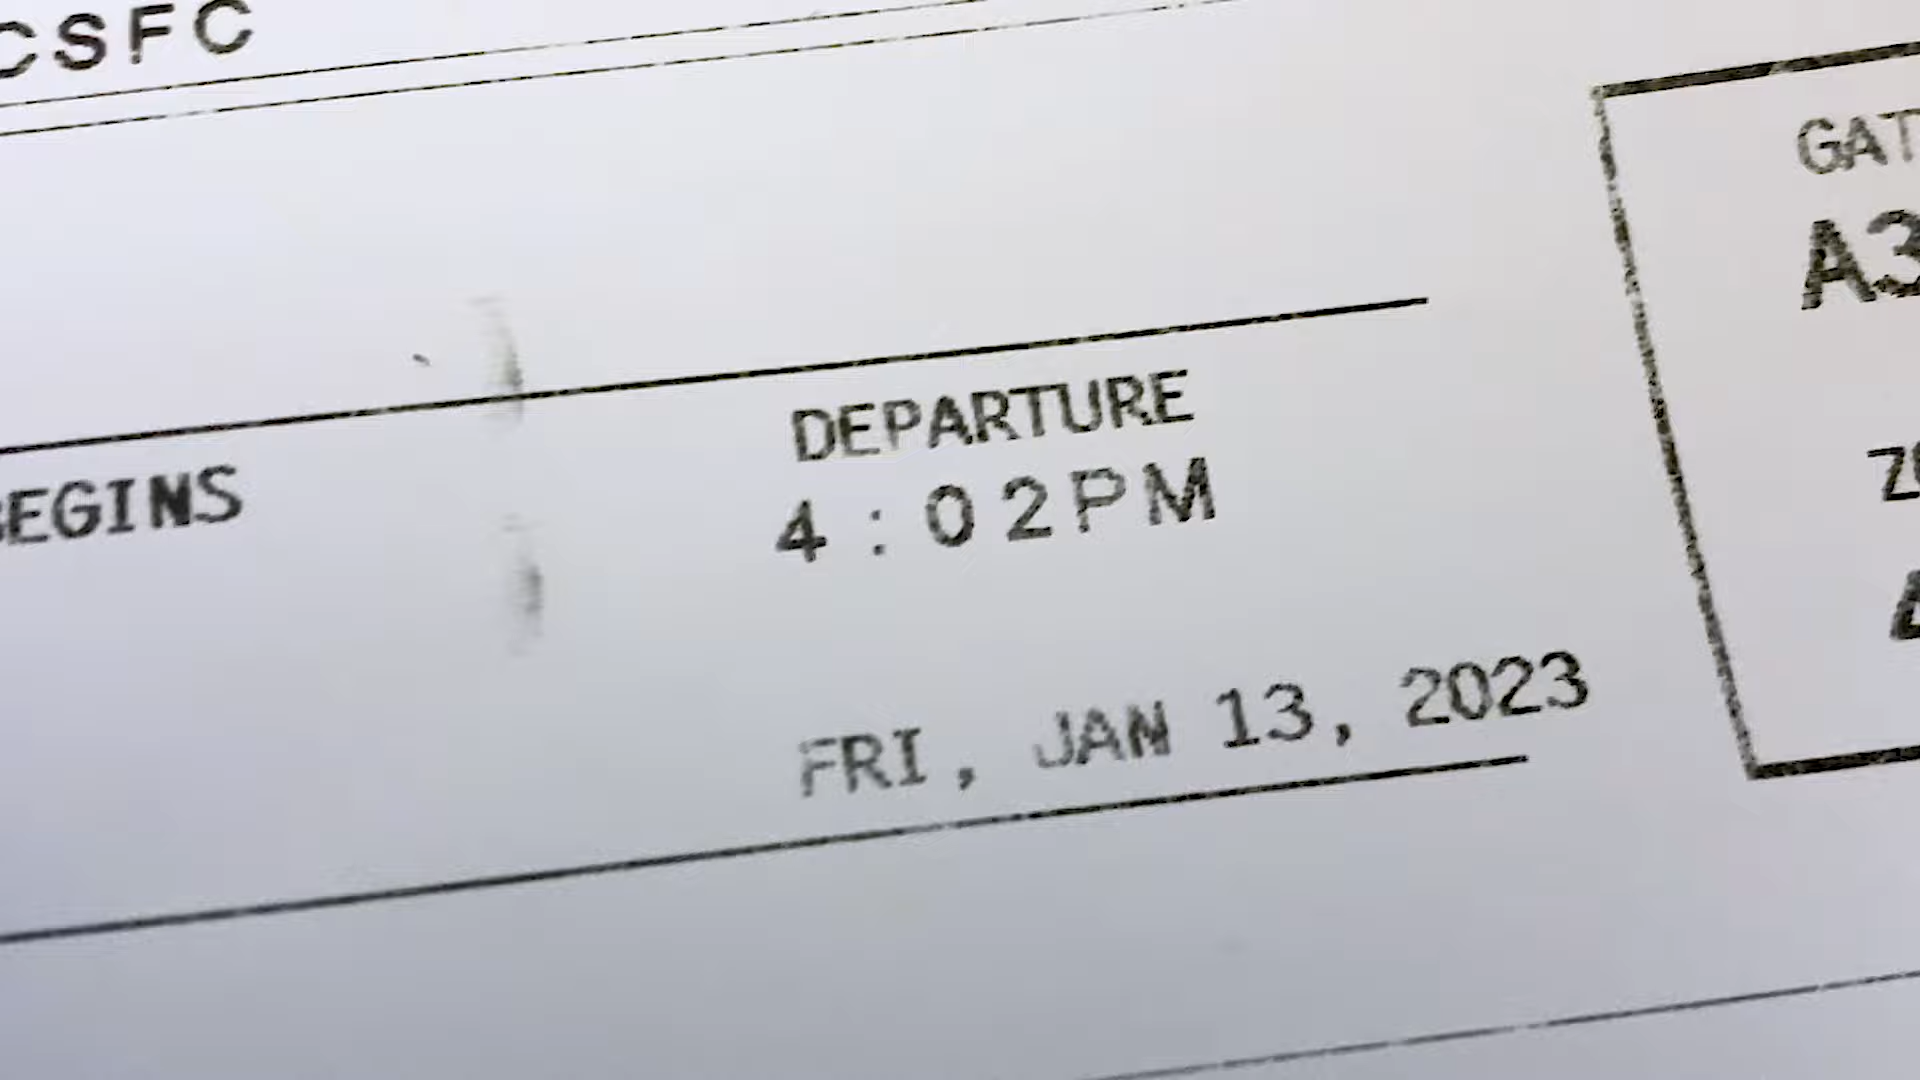 CSFC
GAT
A3
DEPARTURE
EGINS
4:02PM
FRI, JAN 13, 2023